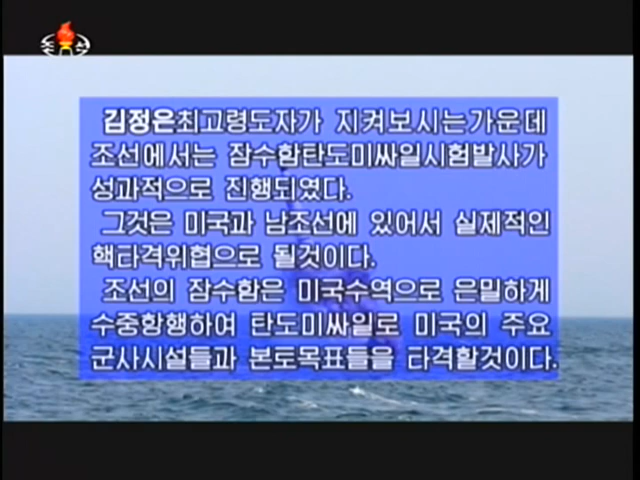 조선
김정은최고령도자가 지켜보시는가운데
조선에서는 잠수함탄도미싸일시험발사가
성과적으로 진행되였다.
그것은 미국과 남조선에 있어서 실제적인
핵타격위협으로 될것이다.
조선의 잠수함은 미국수역으로 은밀하게
수중항행하여 탄도미싸일로 미국의 주요
군사시설들과 본토목표들을 타격할것이다.